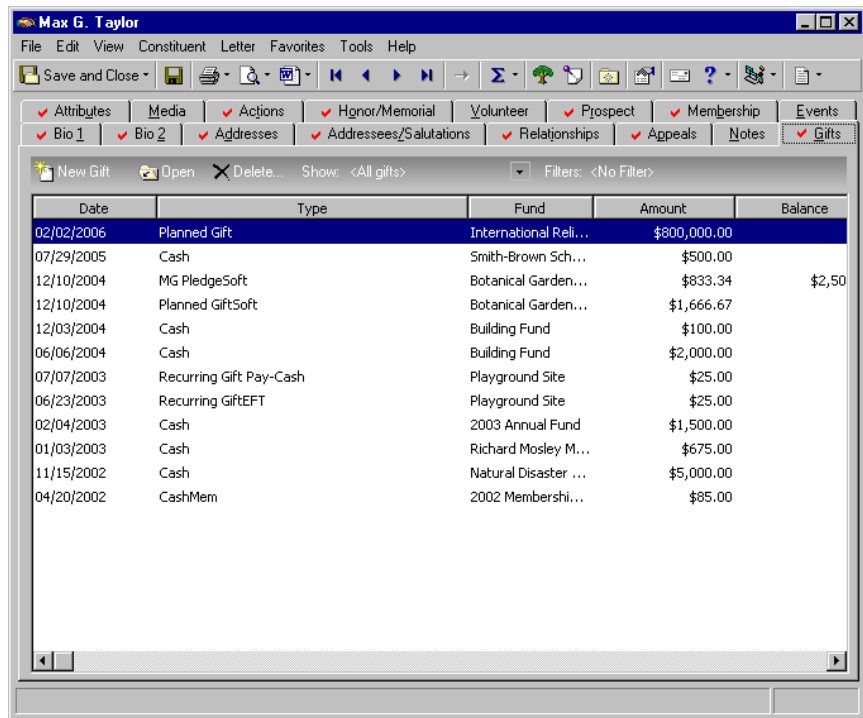 Max G. Taylor
File Edit View Constituent Letter Favorites Tools Help
Save and Close
Attributes Media Actions Honor/Memorial Volunteer Prospect Membership Events
Bio 1 Bio 2 Addresses Addressees/Salutations Relationships Appeals Notes Gifts
New Gift Open Delete... Show: <All gifts> Filters: <No Filter>
Date Type Fund Amount Balance
02/02/2006 Planned Gift International Reli... $800,000.00
07/29/2005 Cash Smith-Brown Sch... $500.00
12/10/2004 MG PledgeSoft Botanical Garden... $833.34 $2,50
12/10/2004 Planned GiftSoft Botanical Garden... $1,666.67
12/03/2004 Cash Building Fund $100.00
06/06/2004 Cash Building Fund $2,000.00
07/07/2003 Recurring Gift Pay-Cash Playground Site $25.00
06/23/2003 Recurring GiftEFT Playground Site $25.00
02/04/2003 Cash 2003 Annual Fund $1,500.00
01/03/2003 Cash Richard Mosley M... $675.00
11/15/2002 Cash Natural Disaster ... $5,000.00
04/20/2002 CashMem 2002 Membershi... $85.00